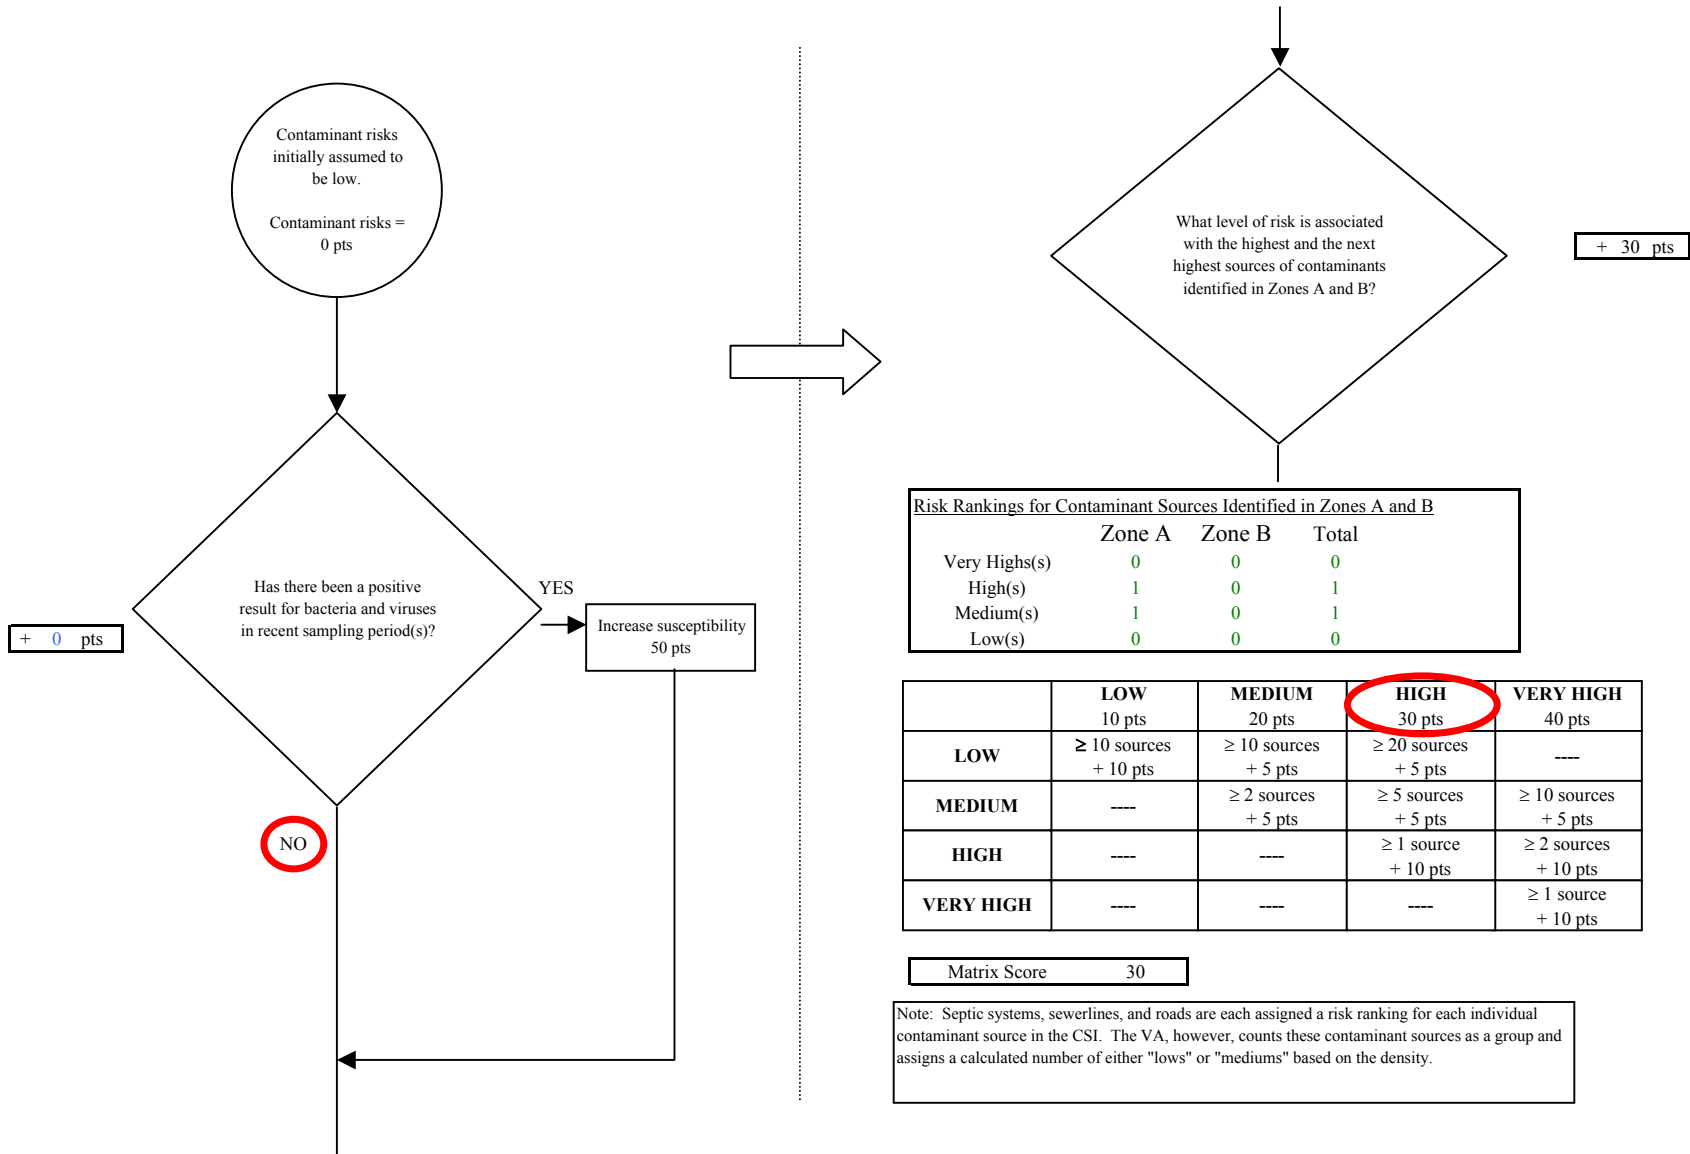 Contaminant risks
initially assumed to
be low.
Contaminant risks =
0 pts
Has there been a positive
result for bacteria and viruses
in recent sampling period(s)?
+ 0 pts
YES
Increase susceptibility
50 pts
NO
What level of risk is associated
with the highest and the next
highest sources of contaminants
identified in Zones A and B?
+ 30 pts
Risk Rankings for Contaminant Sources Identified in Zones A and B
Zone A Zone B Total
Very Highs(s) 0 0 0
High(s) 1 0 1
Medium(s) 1 0 1
Low(s) 0 0 0
LOW MEDIUM HIGH VERY HIGH
10 pts 20 pts 30 pts 40 pts
LOW ≥ 10 sources ≥ 10 sources ≥ 20 sources ----
+ 10 pts + 5 pts + 5 pts
MEDIUM ---- ≥ 2 sources ≥ 5 sources ≥ 10 sources
+ 5 pts + 5 pts + 5 pts
HIGH ---- ---- ≥ 1 source ≥ 2 sources
+ 10 pts + 10 pts
VERY HIGH ---- ---- ---- ≥ 1 source
+ 10 pts
Matrix Score 30
Note: Septic systems, sewerlines, and roads are each assigned a risk ranking for each individual
contaminant source in the CSI. The VA, however, counts these contaminant sources as a group and
assigns a calculated number of either "lows" or "mediums" based on the density.